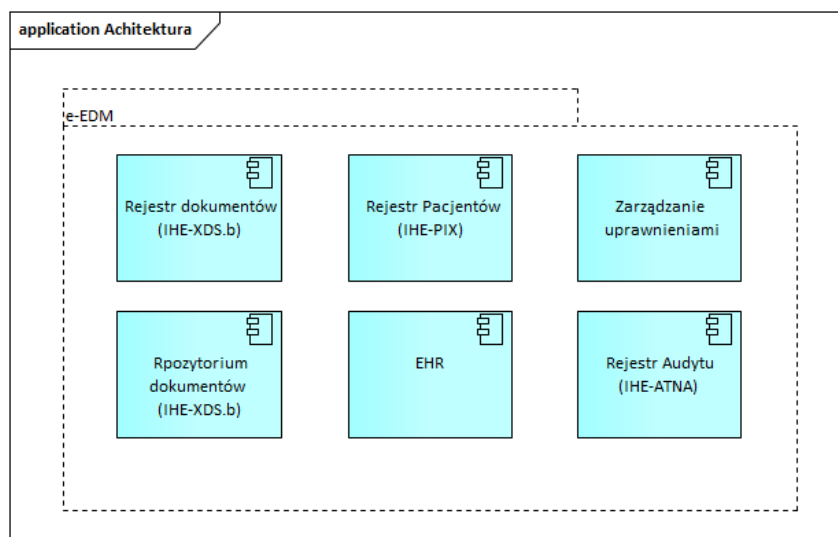 application Achitektura
e-EDM
Rejestr dokumentów
(IHE-XDS.b)
Rejestr Pacjentów
(IHE-PIX)
Zarządzanie
uprawnieniami
Rpozytorium
dokumentów
(IHE-XDS.b)
EHR
Rejestr Audytu
(IHE-ATNA)